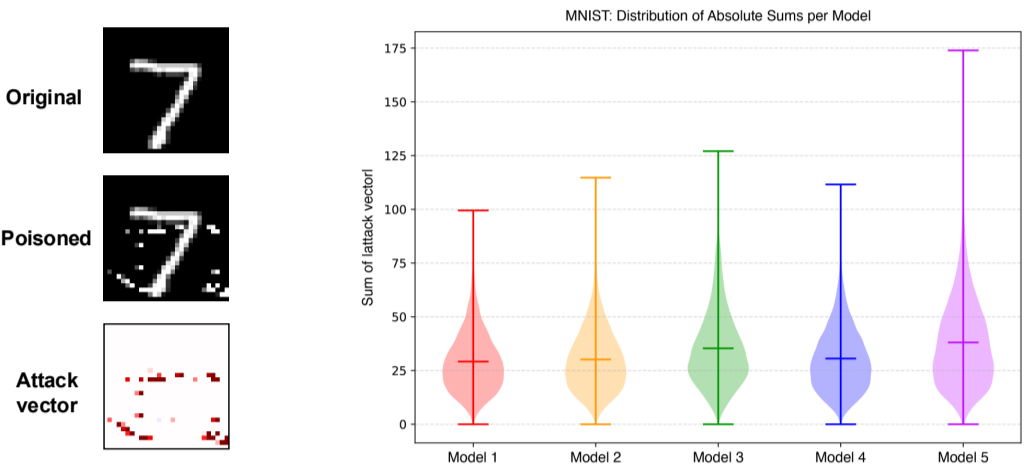 Original
Poisoned
Attack
vector
MNIST: Distribution of Absolute Sums per Model
Sum of |attack vector|
175
150
125
100
75
50
25
0
Model 1
Model 2
Model 3
Model 4
Model 5